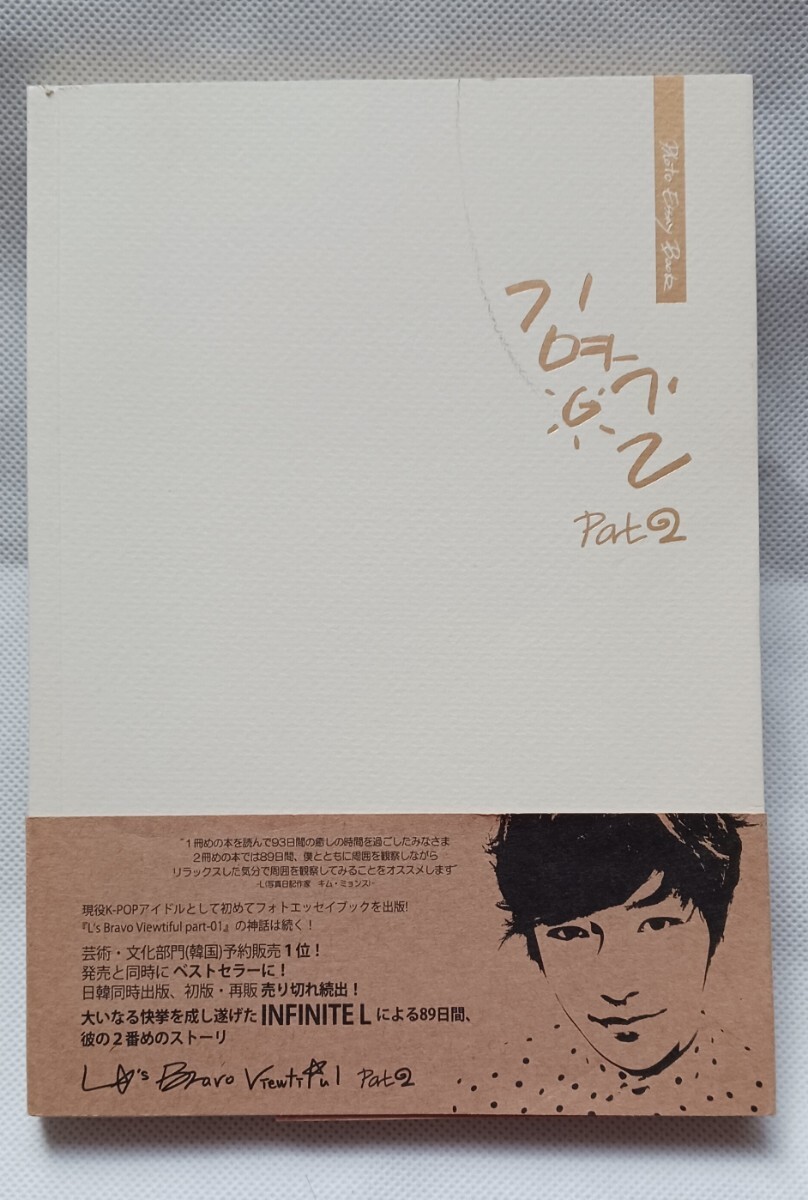 Photo Essay Book
김명수
Part2
"1冊めの本を読んで93日間の癒しの時間を過ごしたみなさま
2冊めの本では89日間、僕とともに周囲を観察しながら
リラックスした気分で周囲を観察してみることをオススメします"
-L(写真日記作家 キム・ミョンス)-
現役K-POPアイドルとして初めてフォトエッセイブックを出版!
『L's Bravo Viewtiful part-01』の神話は続く!
芸術・文化部門(韓国)予約販売1位!
発売と同時にベストセラーに!
日韓同時出版、初版・再販 売り切れ続出!
大いなる快挙を成し遂げたINFINITE Lによる89日間、
彼の2番めのストーリ
L's Bravo Viewtiful Part2